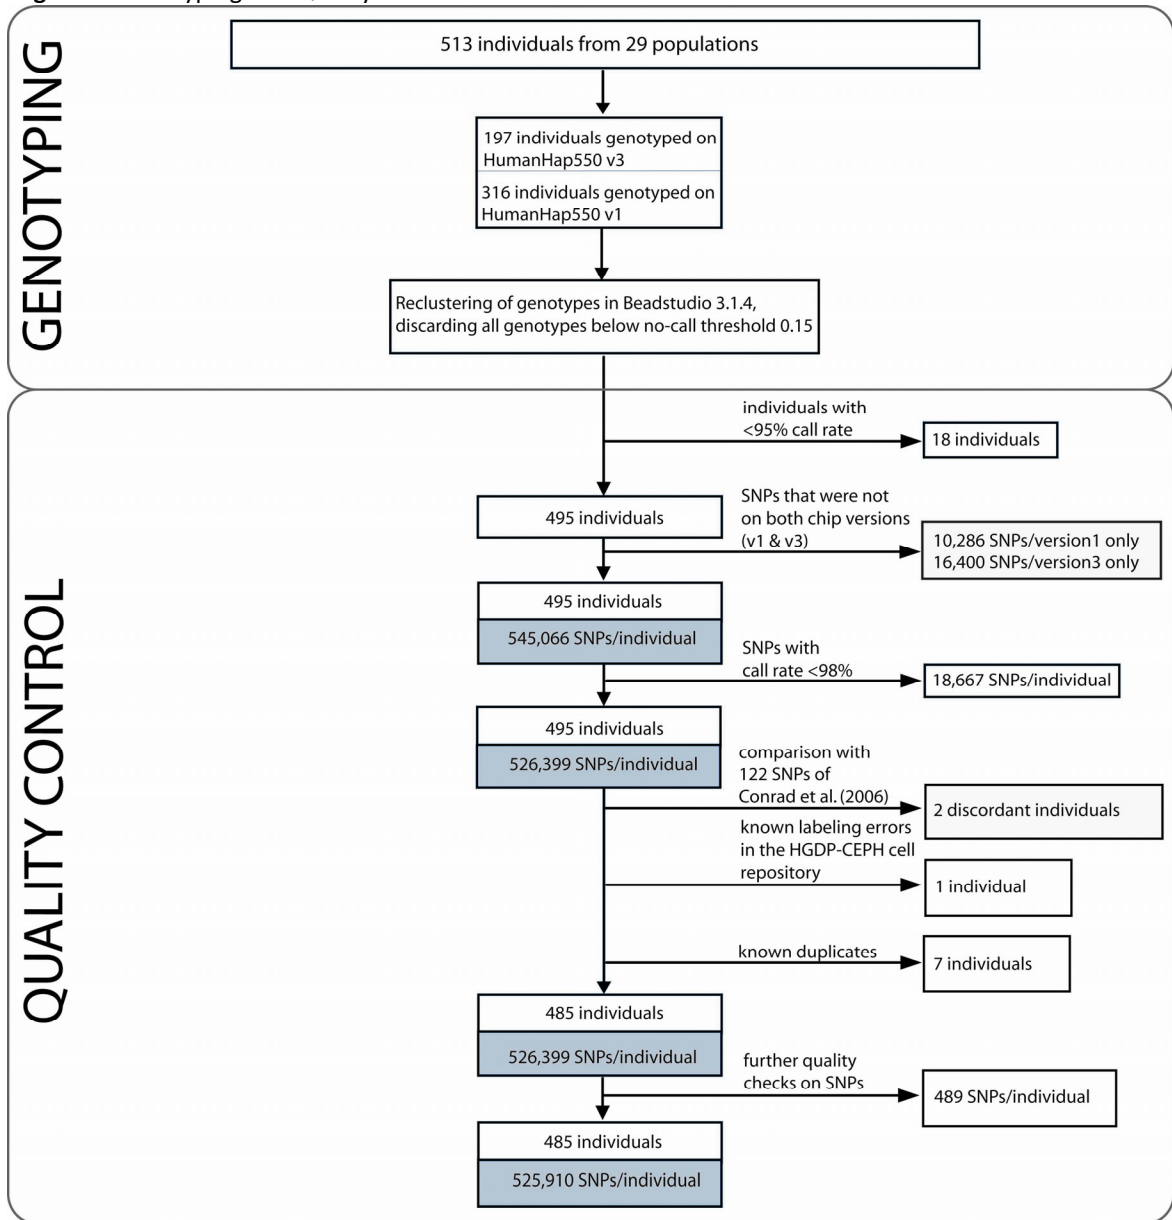 GENOTYPING
513 individuals from 29 populations
197 individuals genotyped on
HumanHap550 v3
316 individuals genotyped on
HumanHap550 v1
Reclustering of genotypes in Beadstudio 3.1.4,
discarding all genotypes below no-call threshold 0.15
QUALITY CONTROL
individuals with
<95% call rate
18 individuals
495 individuals
SNPs that were not
on both chip versions
(v1 & v3)
10,286 SNPs/version1 only
16,400 SNPs/version3 only
495 individuals
545,066 SNPs/individual
SNPs with
call rate <98%
18,667 SNPs/individual
495 individuals
526,399 SNPs/individual
comparison with
122 SNPs of
Conrad et al. (2006)
2 discordant individuals
known labeling errors
in the HGDP-CEPH cell
repository
1 individual
known duplicates
7 individuals
485 individuals
526,399 SNPs/individual
further quality
checks on SNPs
489 SNPs/individual
485 individuals
525,910 SNPs/individual